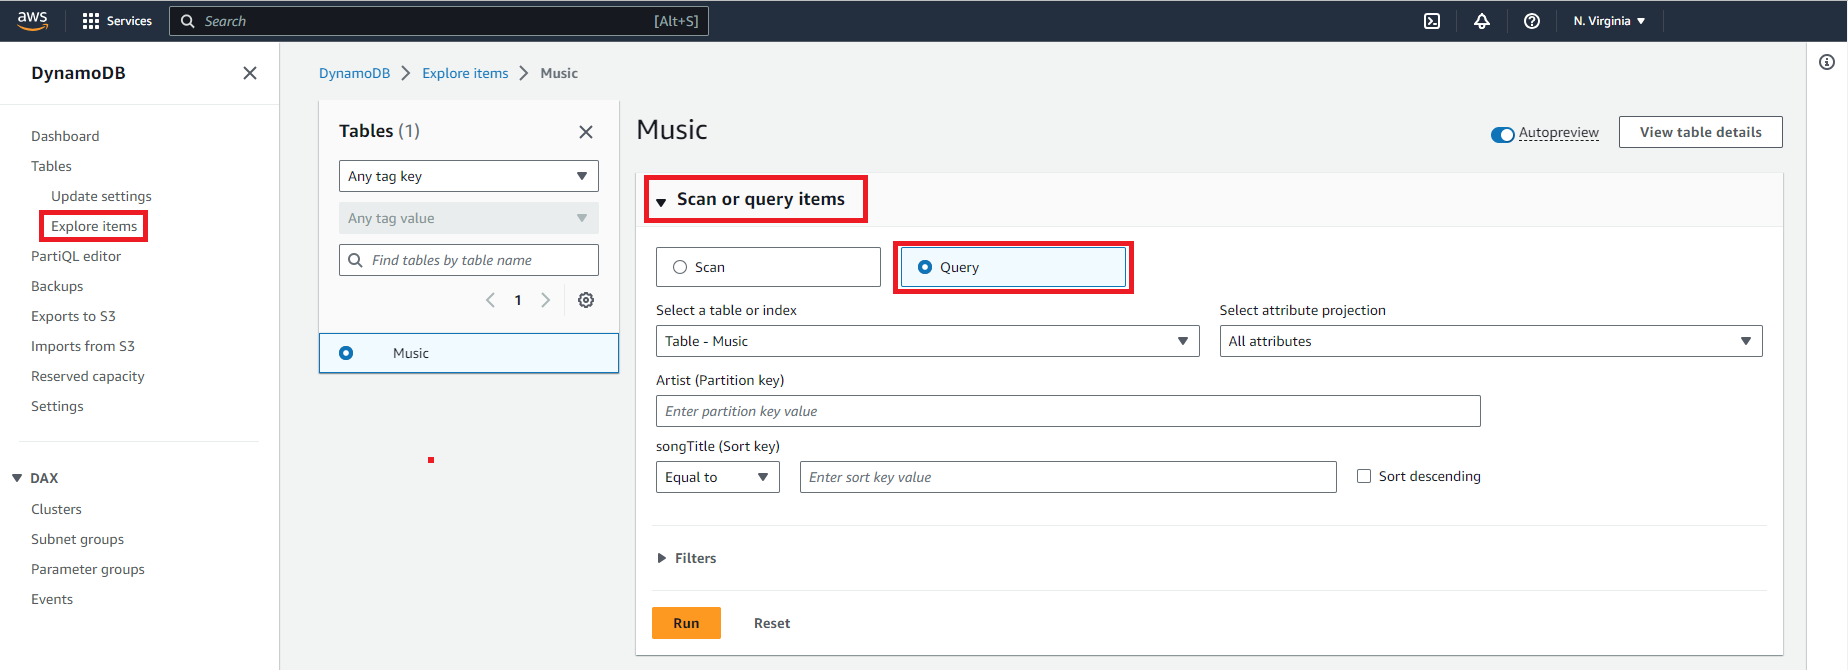 aws
Services
Search
[Alt+S]
N. Virginia
DynamoDB
Dashboard
Tables
Update settings
Explore items
PartiQL editor
Backups
Exports to S3
Imports from S3
Reserved capacity
Settings
DAX
Clusters
Subnet groups
Parameter groups
Events
DynamoDB
Explore items
Music
Tables (1)
Any tag key
Any tag value
Find tables by table name
1
Music
Music
Autopreview
View table details
Scan or query items
Scan
Query
Select a table or index
Table - Music
Select attribute projection
All attributes
Artist (Partition key)
Enter partition key value
songTitle (Sort key)
Equal to
Enter sort key value
Sort descending
Filters
Run
Reset